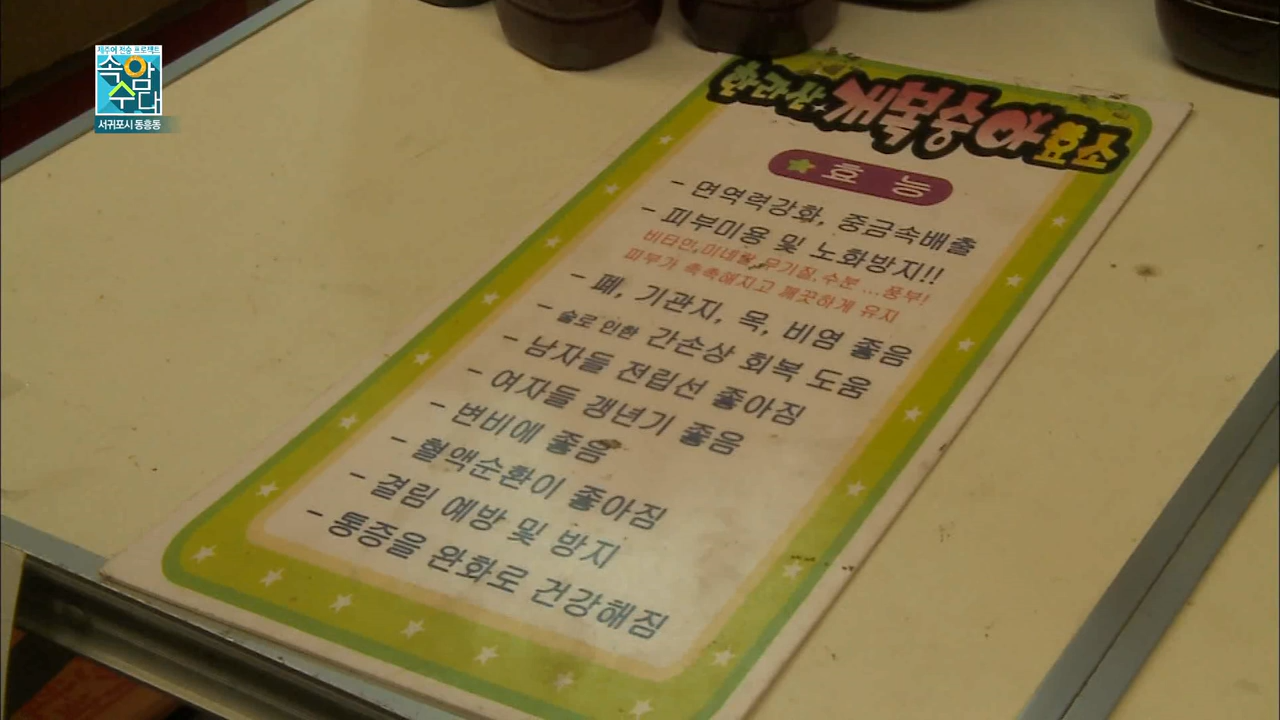 제주어 전승 프로젝트
속암
수다
서귀포시 동홍동
한라산 돗복숭아 효소
효능
- 면역력강화, 중금속배출
- 피부미용 및 노화방지!!
비타민,미네랄,무기질,수분 ... 풍부!
피부가 촉촉해지고 깨끗하게 유지
- 폐, 기관지, 목, 비염 좋음
- 술로 인한 간손상 회복 도움
- 남자들 전립선 좋아짐
- 여자들 갱년기 좋음
- 변비에 좋음
- 혈액순환이 좋아짐
- 결림 예방 및 방지
- 통증을 완화로 건강해짐